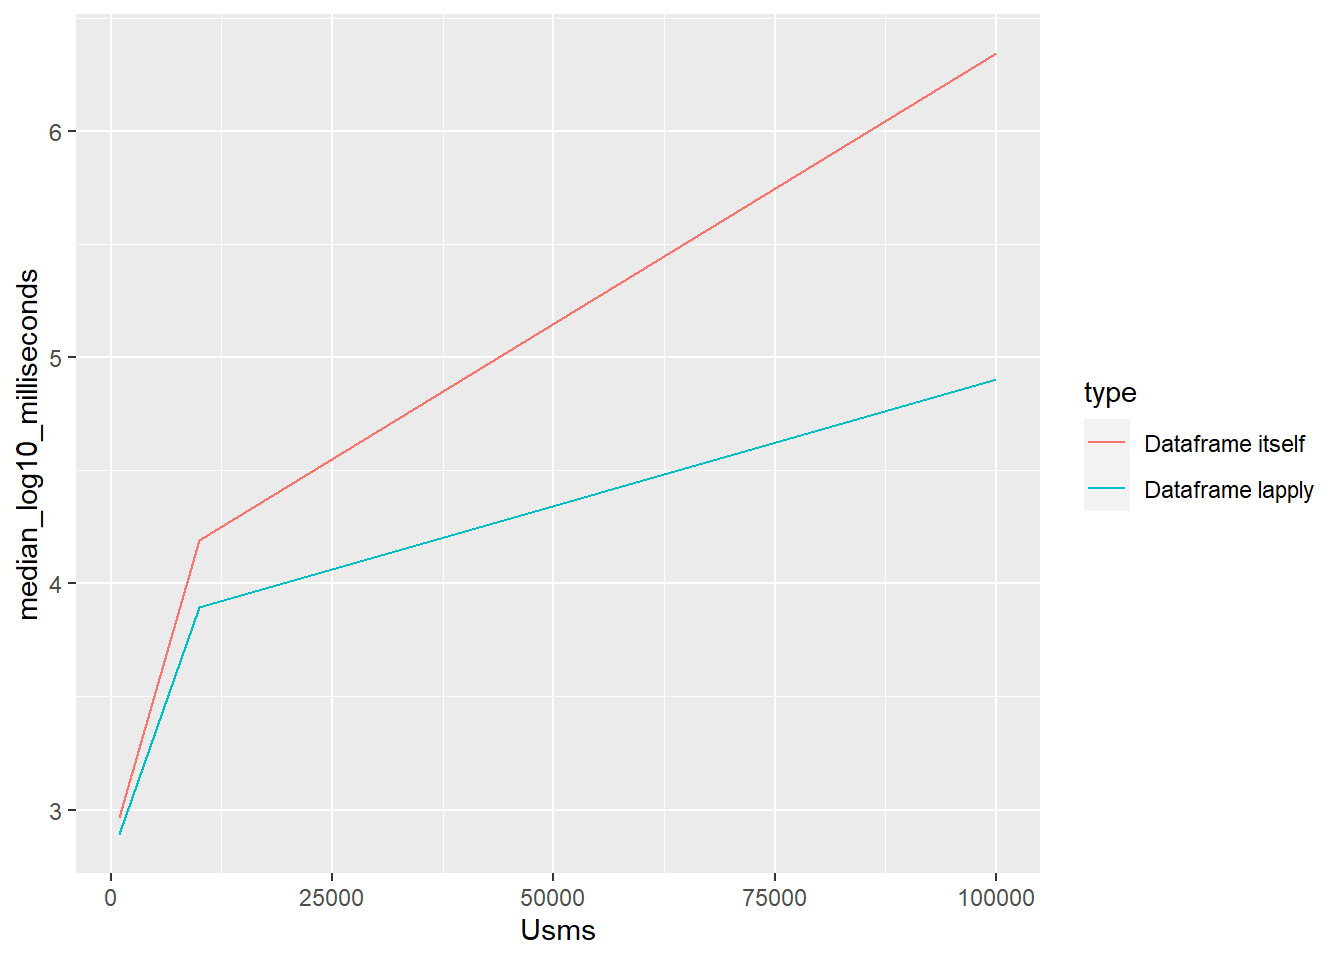 median_log10_milliseconds
6
5
4
3
0
25000
50000
75000
100000
Usms
type
Dataframe itself
Dataframe lapply